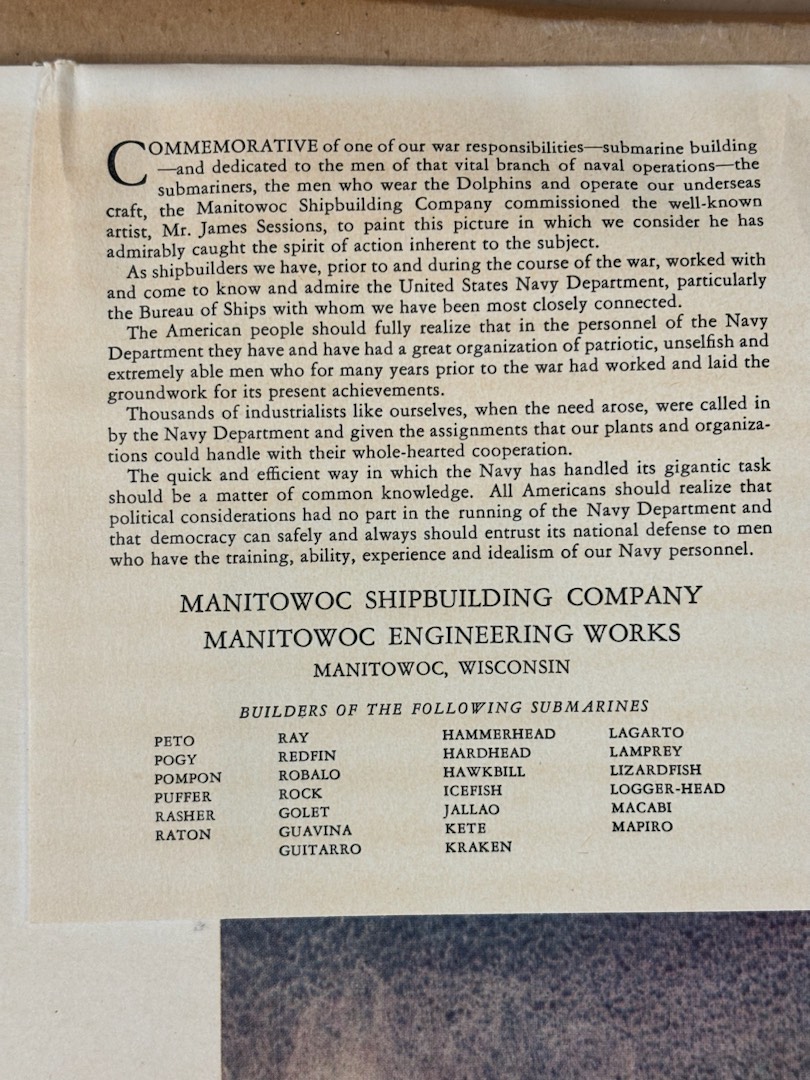 COMMEMORATIVE of one of our war responsibilities—submarine building
—and dedicated to the men of that vital branch of naval operations—the
submariners, the men who wear the Dolphins and operate our underseas
craft, the Manitowoc Shipbuilding Company commissioned the well-known
artist, Mr. James Sessions, to paint this picture in which we consider he has
admirably caught the spirit of action inherent to the subject.
As shipbuilders we have, prior to and during the course of the war, worked with
and come to know and admire the United States Navy Department, particularly
the Bureau of Ships with whom we have been most closely connected.
The American people should fully realize that in the personnel of the Navy
Department they have and have had a great organization of patriotic, unselfish and
extremely able men who for many years prior to the war had worked and laid the
groundwork for its present achievements.
Thousands of industrialists like ourselves, when the need arose, were called in
by the Navy Department and given the assignments that our plants and organiza-
tions could handle with their whole-hearted cooperation.
The quick and efficient way in which the Navy has handled its gigantic task
should be a matter of common knowledge. All Americans should realize that
political considerations had no part in the running of the Navy Department and
that democracy can safely and always should entrust its national defense to men
who have the training, ability, experience and idealism of our Navy personnel.
MANITOWOC SHIPBUILDING COMPANY
MANITOWOC ENGINEERING WORKS
MANITOWOC, WISCONSIN
BUILDERS OF THE FOLLOWING SUBMARINES
PETO
POGY
POMPON
PUFFER
RASHER
RATON
RAY
REDFIN
ROBALO
ROCK
GOLET
GUAVINA
GUITARRO
HAMMERHEAD
HARDHEAD
HAWKBILL
ICEFISH
JALLAO
KETE
KRAKEN
LAGARTO
LAMPREY
LIZARDFISH
LOGGER-HEAD
MACABI
MAPIRO